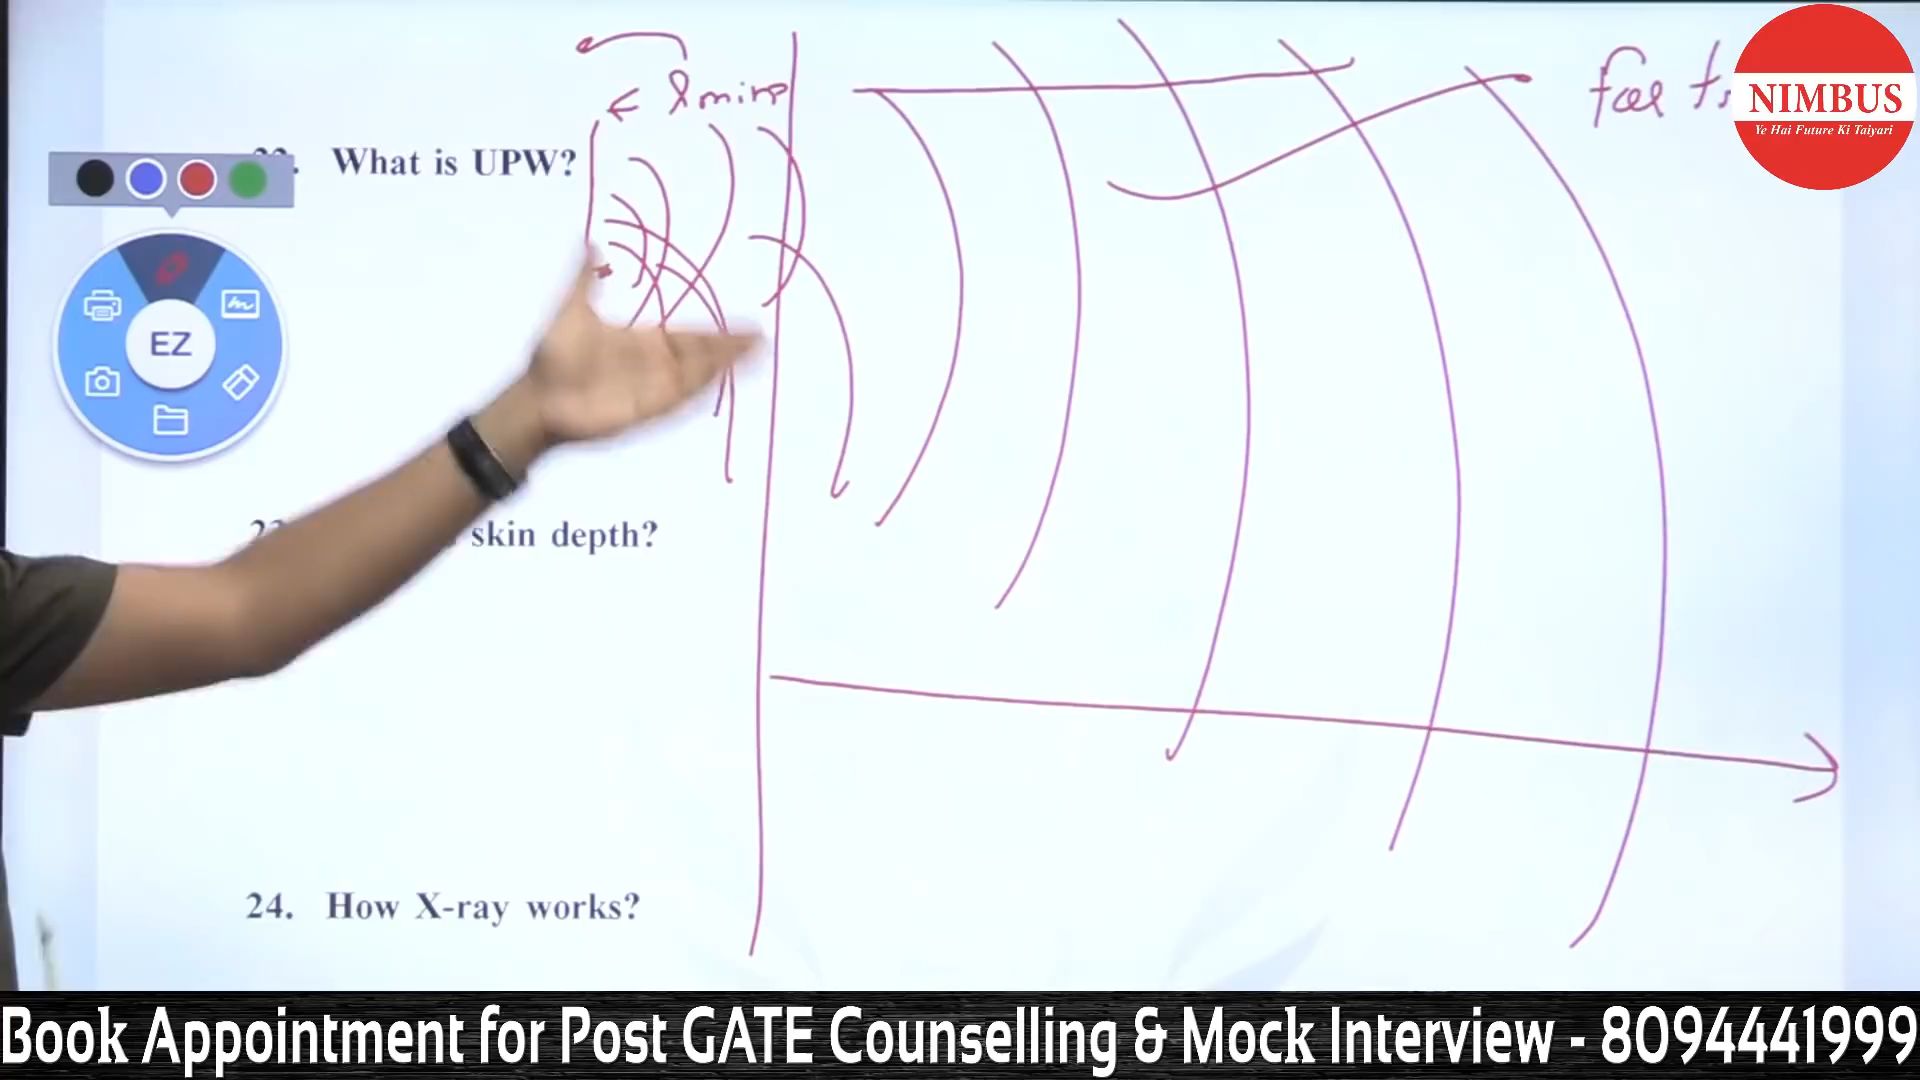 NIMBUS
Ye Hai Future Ki Taiyari
What is UPW?
EZ
skin depth?
24. How X-ray works?
Book Appointment for Post GATE Counselling & Mock Interview - 8094441999